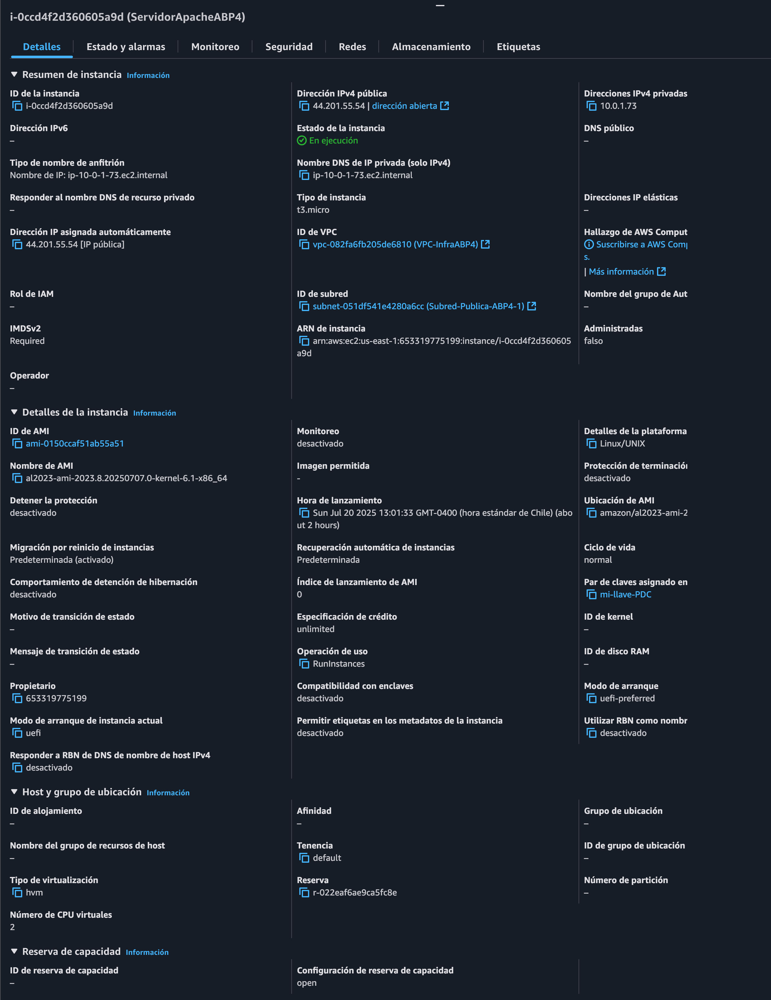 i-0ccd4f2d360605a9d (ServidorApacheABP4)
Detalles
Estado y alarmas
Monitoreo
Seguridad
Redes
Almacenamiento
Etiquetas
Resumen de instancia Información
ID de la instancia
i-0ccd4f2d360605a9d
Dirección IPv4 pública
44.201.55.54 | dirección abierta
Direcciones IPv4 privadas
10.0.1.73
Dirección IPv6
–
Estado de la instancia
En ejecución
DNS público
–
Tipo de nombre de anfitrión
Nombre de IP: ip-10-0-1-73.ec2.internal
Nombre DNS de IP privada (solo IPv4)
ip-10-0-1-73.ec2.internal
Responder al nombre DNS de recurso privado
–
Tipo de instancia
t3.micro
Direcciones IP elásticas
–
Dirección IP asignada automáticamente
44.201.55.54 [IP pública]
ID de VPC
vpc-082fa6fb205de6810 (VPC-InfraABP4)
Hallazgo de AWS Comput
Suscribirse a AWS Comp
s.
| Más información
Rol de IAM
–
ID de subred
subnet-051df541e4280a6cc (Subred-Publica-ABP4-1)
Nombre del grupo de Aut
–
IMDSv2
Required
ARN de instancia
arn:aws:ec2:us-east-1:653319775199:instance/i-0ccd4f2d360605
a9d
Administradas
falso
Operador
–
Detalles de la instancia Información
ID de AMI
ami-0150ccaf51ab55a51
Monitoreo
desactivado
Detalles de la plataforma
Linux/UNIX
Nombre de AMI
al2023-ami-2023.8.20250707.0-kernel-6.1-x86_64
Imagen permitida
-
Protección de terminación
desactivado
Detener la protección
desactivado
Hora de lanzamiento
Sun Jul 20 2025 13:01:33 GMT-0400 (hora estándar de Chile) (abo
ut 2 hours)
Ubicación de AMI
amazon/al2023-ami-2
Migración por reinicio de instancias
Predeterminada (activado)
Recuperación automática de instancias
Predeterminada
Ciclo de vida
normal
Comportamiento de detención de hibernación
desactivado
Índice de lanzamiento de AMI
0
Par de claves asignado en
mi-llave-PDC
Motivo de transición de estado
–
Especificación de crédito
unlimited
ID de kernel
–
Mensaje de transición de estado
–
Operación de uso
RunInstances
ID de disco RAM
–
Propietario
653319775199
Compatibilidad con enclaves
desactivado
Modo de arranque
uefi-preferred
Modo de arranque de instancia actual
uefi
Permitir etiquetas en los metadatos de la instancia
desactivado
Utilizar RBN como nombr
desactivado
Responder a RBN de DNS de nombre de host IPv4
desactivado
Host y grupo de ubicación Información
ID de alojamiento
–
Afinidad
–
Grupo de ubicación
–
Nombre del grupo de recursos de host
–
Tenencia
default
ID de grupo de ubicación
–
Tipo de virtualización
hvm
Reserva
r-022eaf6ae9ca5fc8e
Número de partición
–
Número de CPU virtuales
2
Reserva de capacidad Información
ID de reserva de capacidad
–
Configuración de reserva de capacidad
open